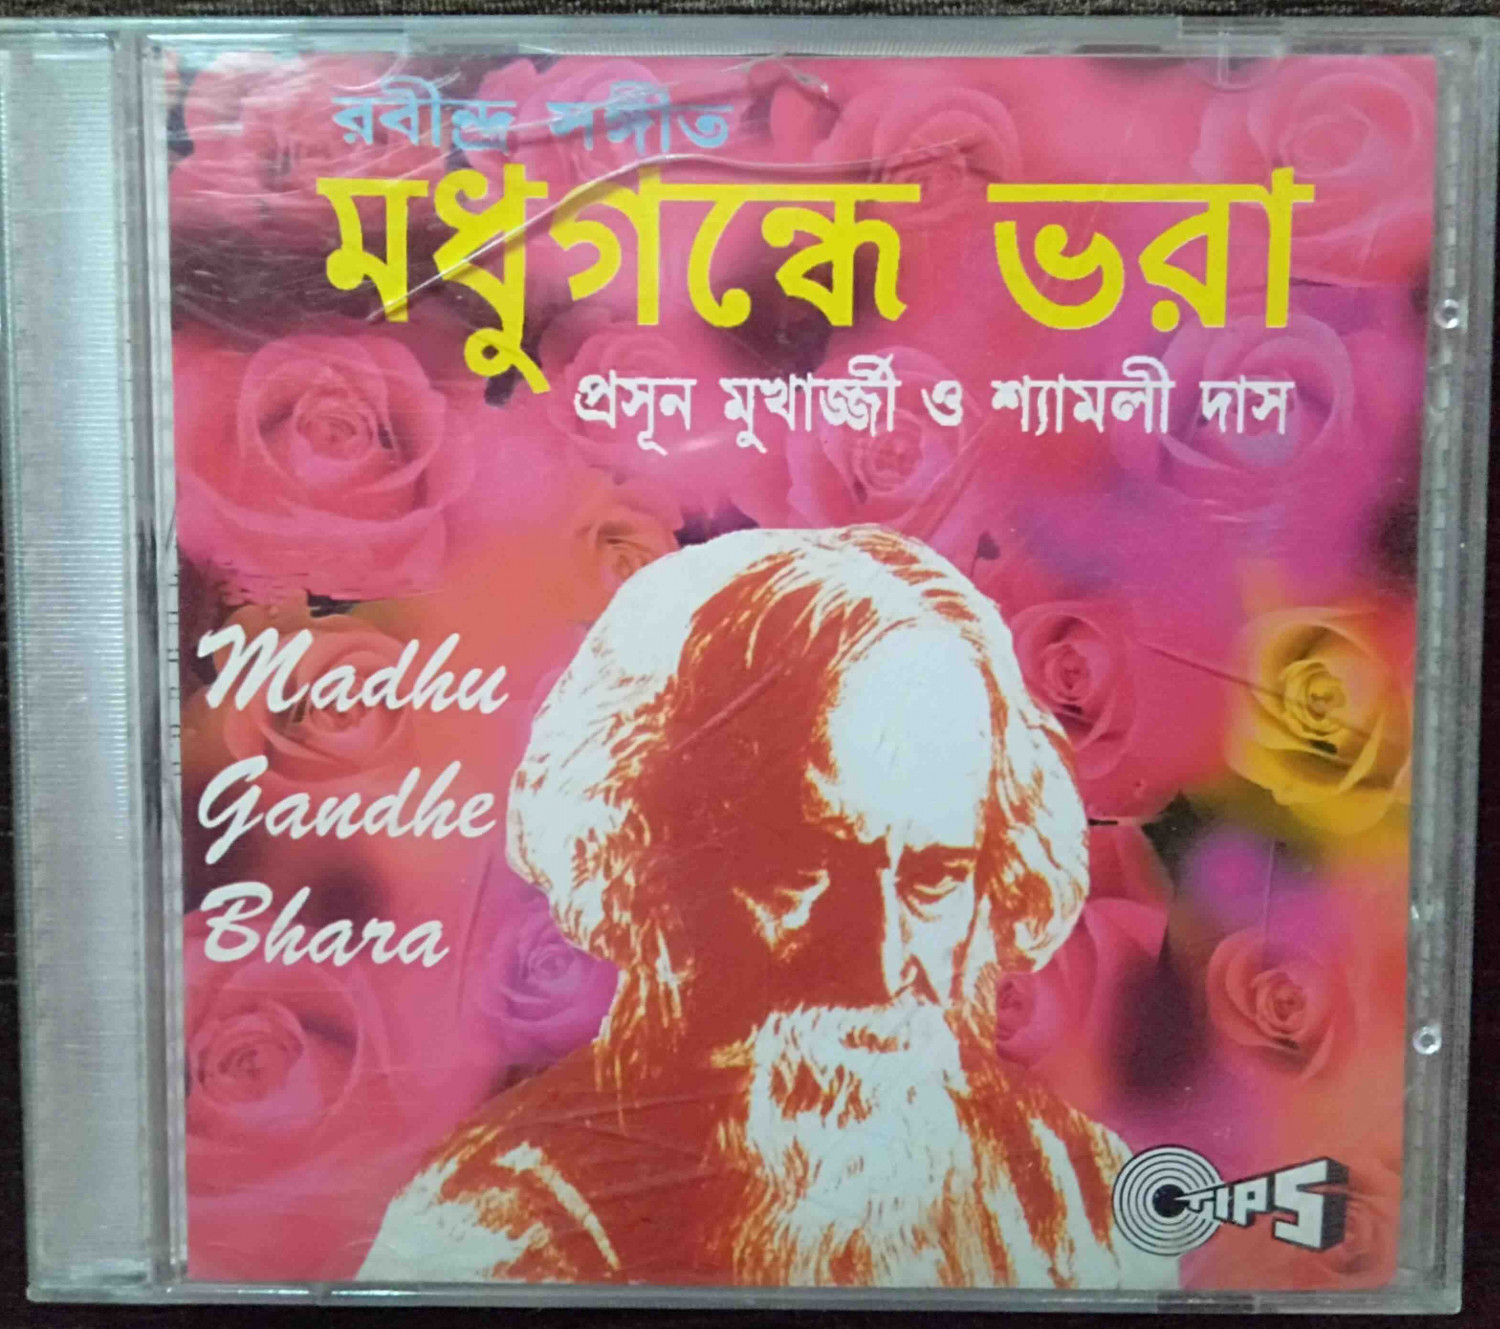 রবীন্দ্র সঙ্গীত
মধুগন্ধে ভরা
প্রসূন মুখার্জ্জী ও শ্যামলী দাস
Madhu
Gandhe
Bhara
TIPS